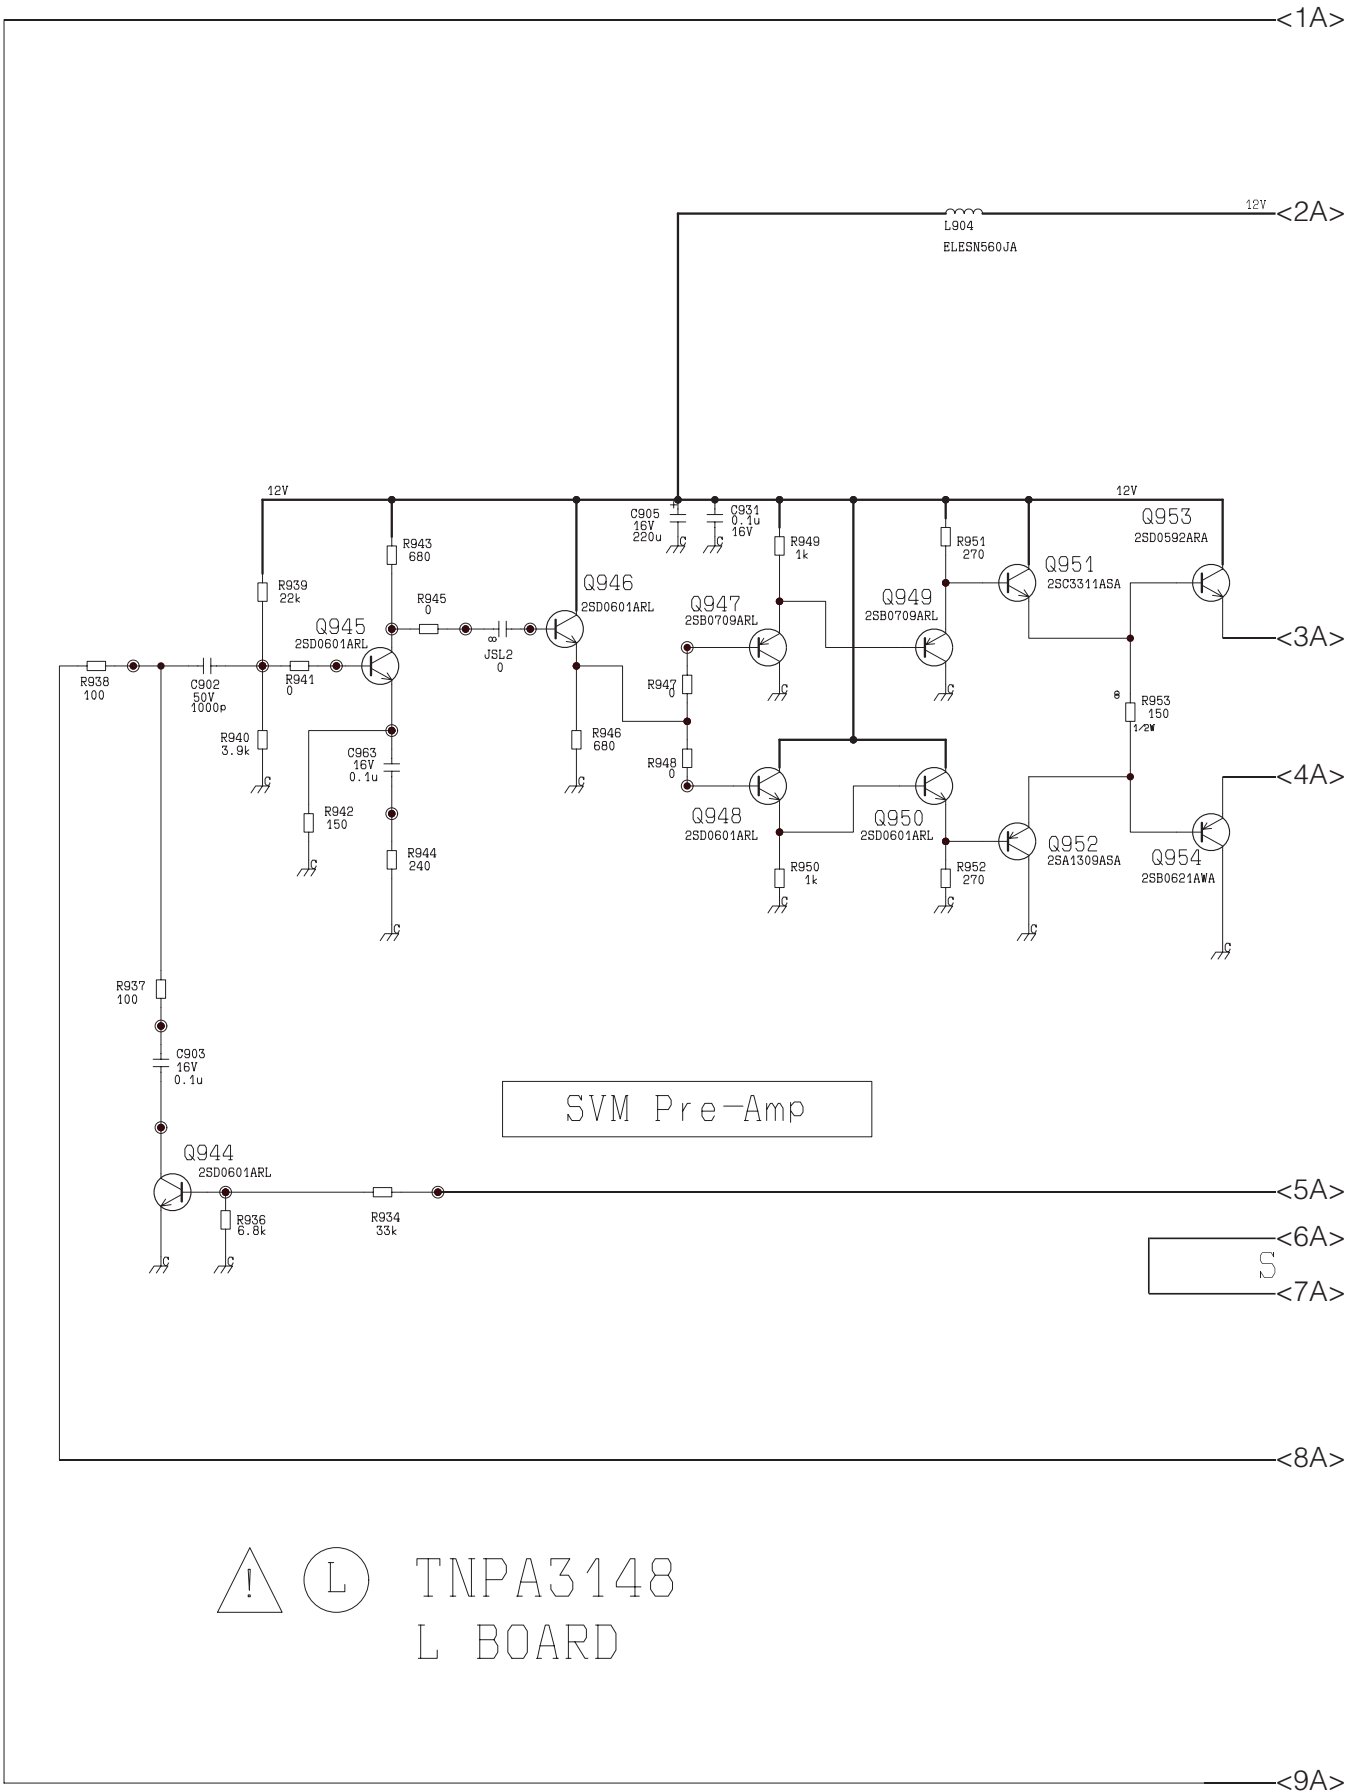 <1A>
12V
<2A>
L904
ELESN560JA
12V
12V
C905
16V
220u
+
C931
0.1u
16V
Q953
2SD0592ARA
R943
680
R949
1k
R951
270
Q951
2SC3311ASA
R939
22k
R945
0
Q946
2SD0601ARL
Q947
2SB0709ARL
Q949
2SB0709ARL
Q945
2SD0601ARL
<3A>
JSL2
0
R938
100
C902
50V
1000p
R941
0
R947
0
R953
150
1/2W
R940
3.9k
C963
16V
0.1u
R946
680
R948
0
<4A>
C
C
C
C
C
C
R942
150
Q948
2SD0601ARL
Q950
2SD0601ARL
Q952
2SA1309ASA
Q954
2SB0621AWA
R944
240
R950
1k
R952
270
C
C
C
C
C
C
R937
100
C903
16V
0.1u
SVM Pre-Amp
Q944
2SD0601ARL
<5A>
R936
6.8k
R934
33k
<6A>
C
C
S
<7A>
<8A>
! L TNPA3148
L BOARD
<9A>